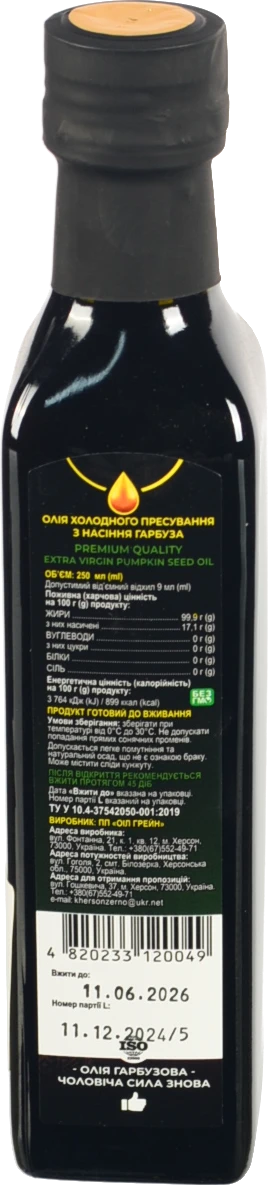 ОЛІЯ ХОЛОДНОГО ПРЕСУВАННЯ
З НАСІННЯ ГАРБУЗА
PREMIUM QUALITY
EXTRA VIRGIN PUMPKIN SEED OIL
ОБ'ЄМ: 250 мл (ml)
Допустимий від'ємний відхил 9 мл (ml)
Поживна (харчова) цінність
на 100 г (g) продукту:
ЖИРИ 99,9 г (g)
з них насичені 17,1 г (g)
ВУГЛЕВОДИ 0 г (g)
з них цукри 0 г (g)
БІЛКИ 0 г (g)
СІЛЬ 0 г (g)
Енергетична цінність (калорійність)
на 100 г (g) продукту:
3 764 кДж (kJ) / 899 ккал (kcal)
БЕЗ ГМО
ПРОДУКТ ГОТОВИЙ ДО ВЖИВАННЯ
Умови зберігання: зберігати при
температурі від 0°С до 30°С. Не допускати
попадання прямих сонячних променів.
Допускається легке помутніння та
натуральний осад, що не є ознакою браку.
Може містити сліди кунжуту.
ПІСЛЯ ВІДКРИТТЯ РЕКОМЕНДУЄТЬСЯ
ВЖИТИ ПРОТЯГОМ 45 ДІБ
Дата «Вжити до» вказана на упаковці.
Номер партії L вказаний на упаковці.
ТУ У 10.4-37542050-001:2019
ВИРОБНИК: ПП «ОІЛ ГРЕЙН»
Адреса виробника:
вул. Фонтанна, 21, к. 1, кв. 12, м. Херсон,
73000, Україна. Тел.: +380(67)552-49-71
Адреса потужностей виробництва:
вул. Гоголя, 2, смт. Білозерка, Херсонська
обл., 75000, Україна.
Адреса для отримання пропозицій:
вул. Гошкевича, 37, м. Херсон, 73000, Україна.
Тел.: +380(67)552-49-71
e-mail: khersonzerno@ukr.net
4 820233 120049
Вжити до:
11.06.2026
Номер партії L:
11.12.2024/5
ISO
22000
- ОЛІЯ ГАРБУЗОВА -
ЧОЛОВІЧА СИЛА ЗНОВА